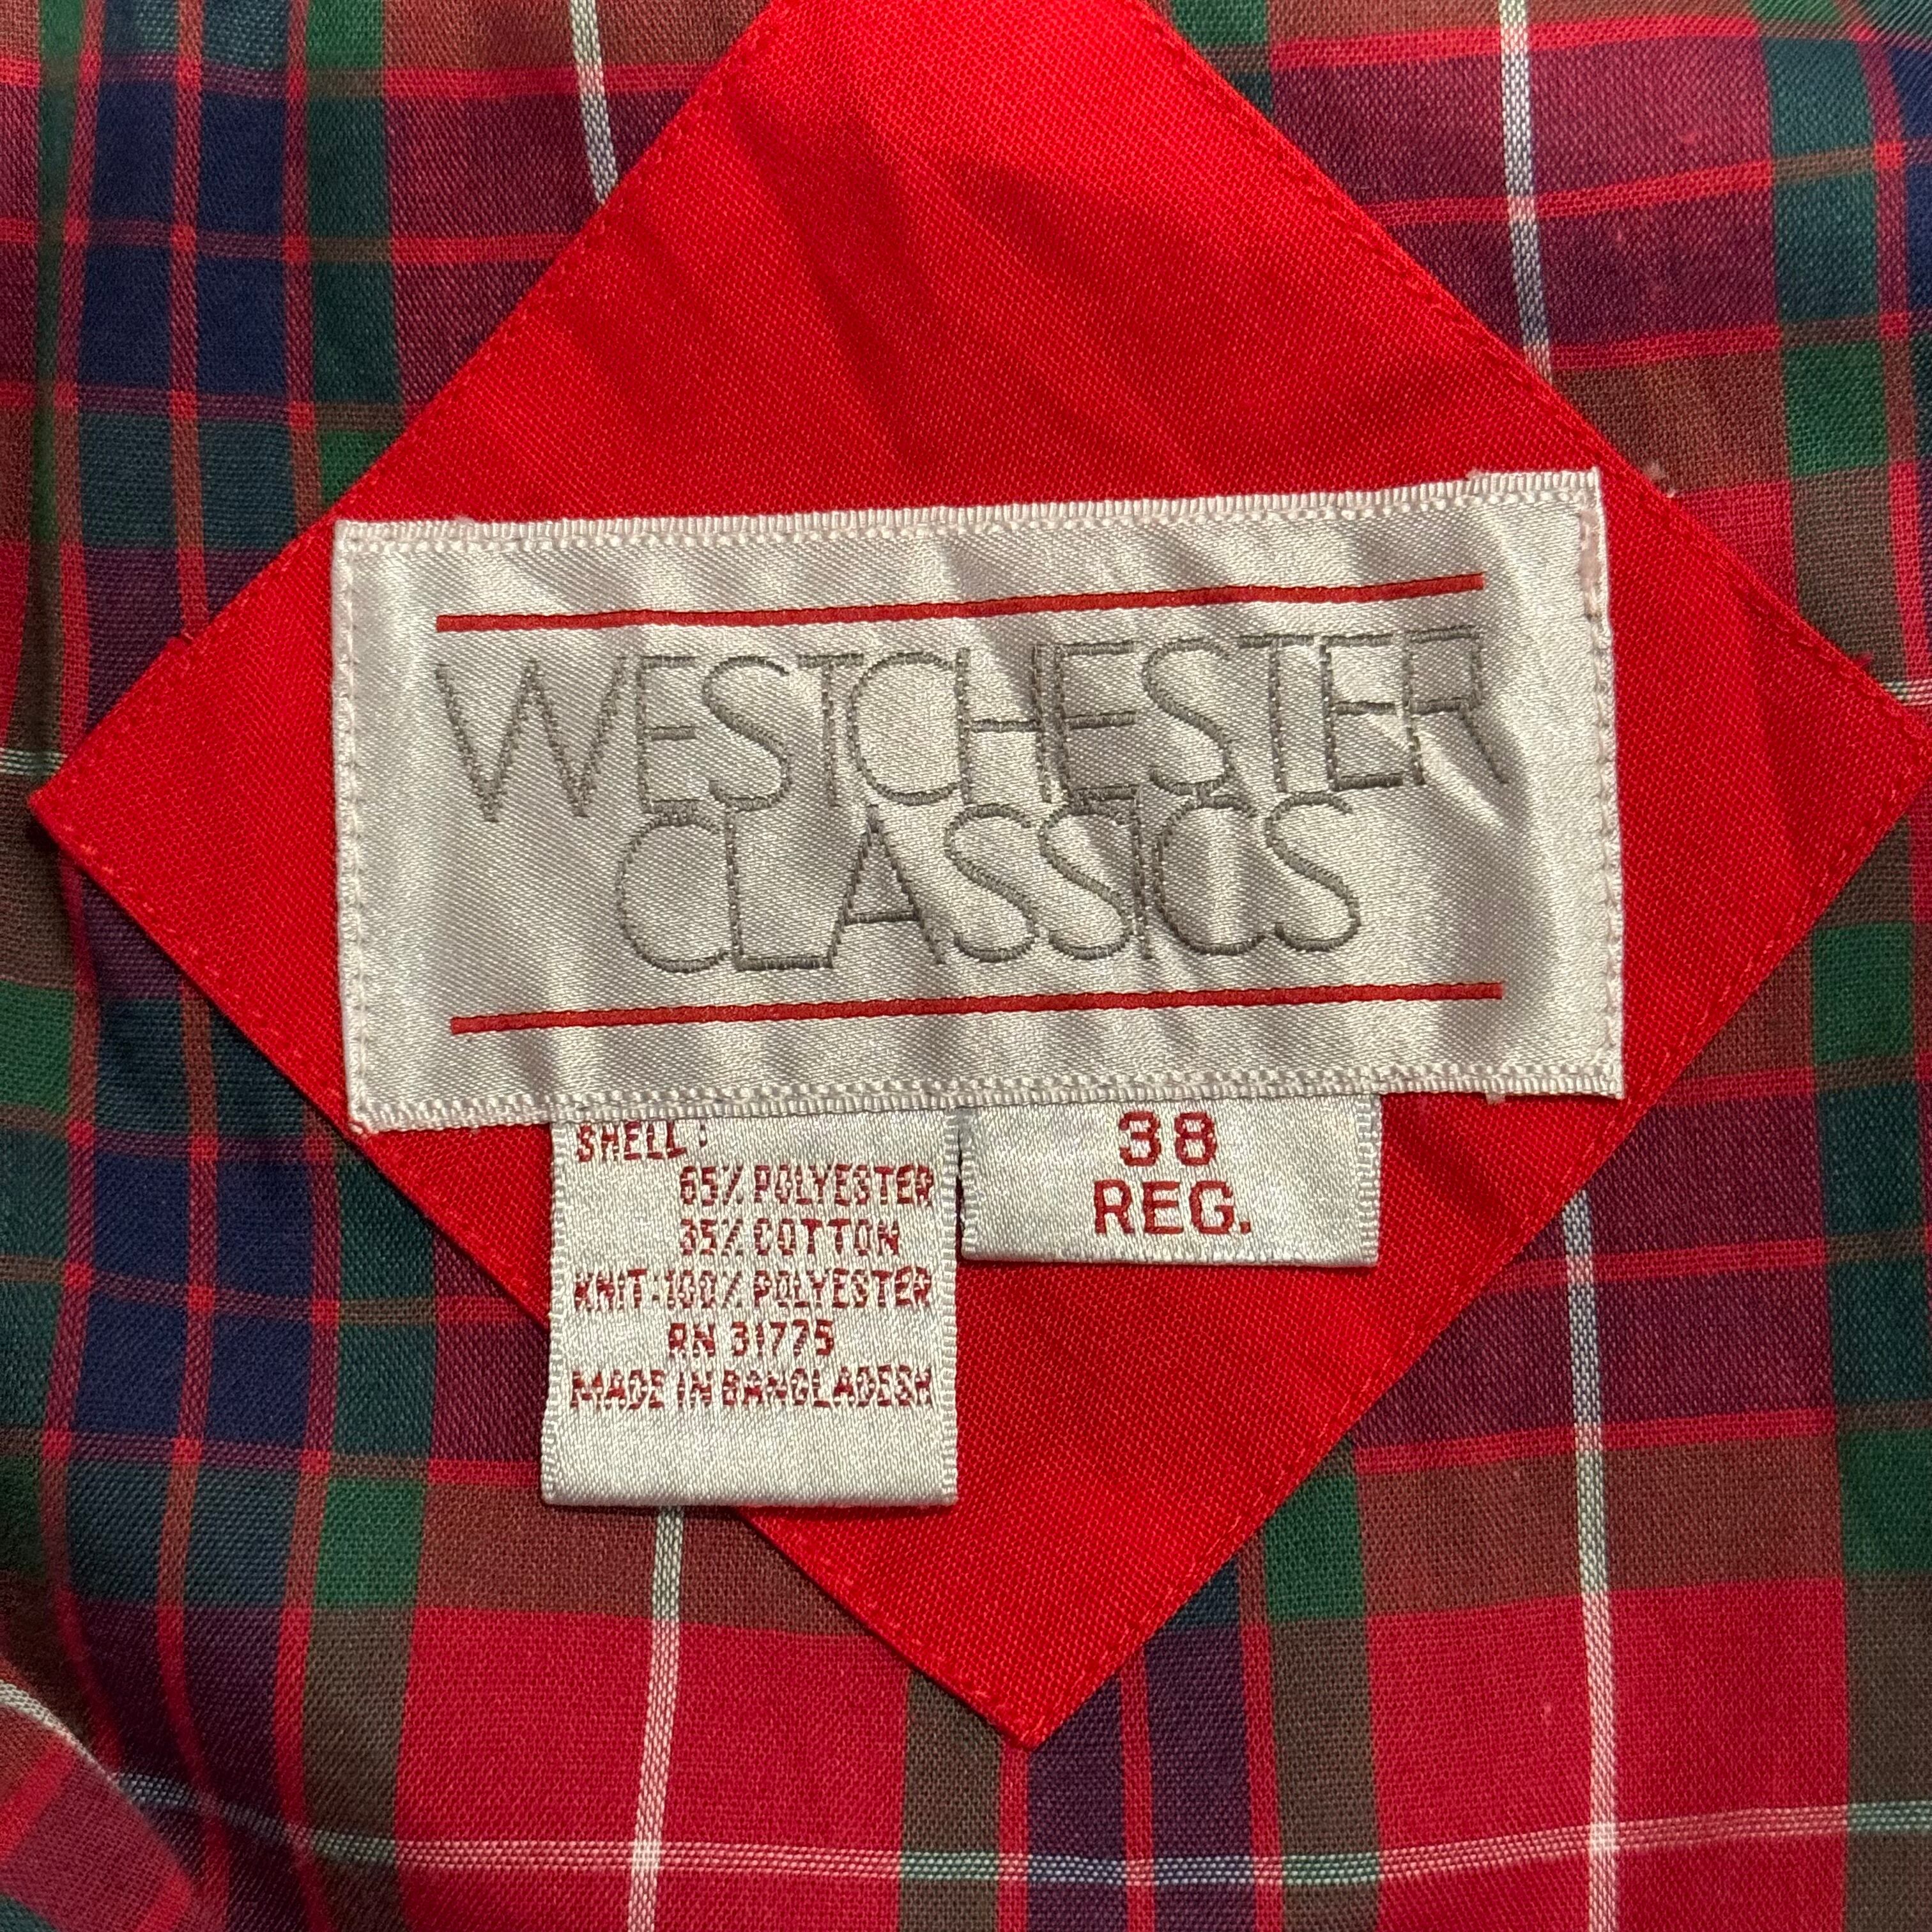 WESTCHESTER
CLASSICS
SHELL:
65% POLYESTER
35% COTTON
KNIT: 100% POLYESTER
RN 31775
MADE IN BANGLADESH
38
REG.